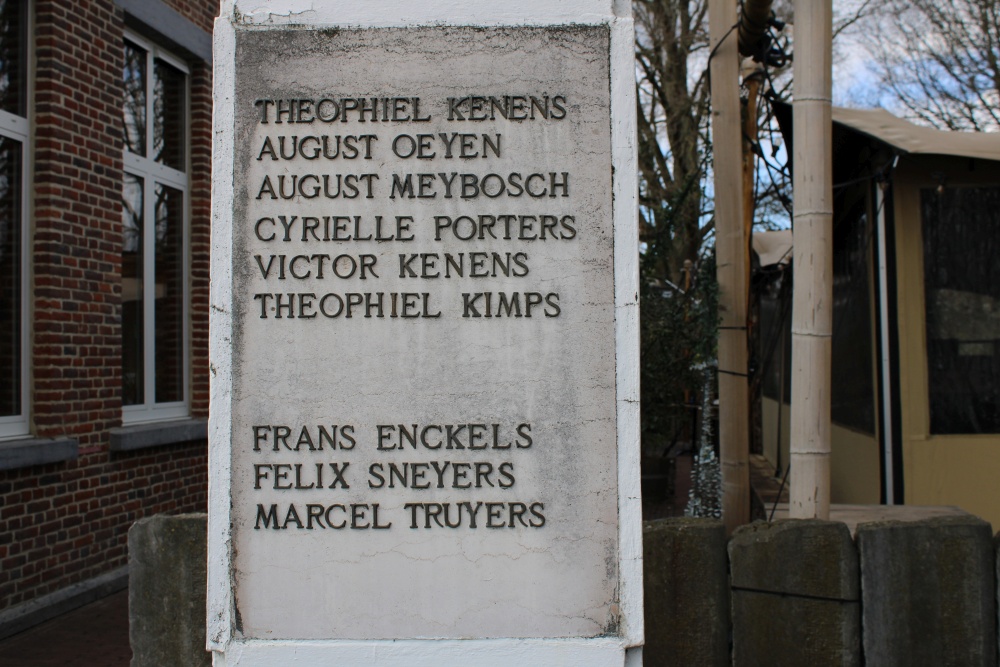 THEOPHIEL KENENS
AUGUST OEYEN
AUGUST MEYBOSCH
CYRIELLE PORTERS
VICTOR KENENS
THEOPHIEL KIMPS
FRANS ENCKELS
FELIX SNEYERS
MARCEL TRUYERS